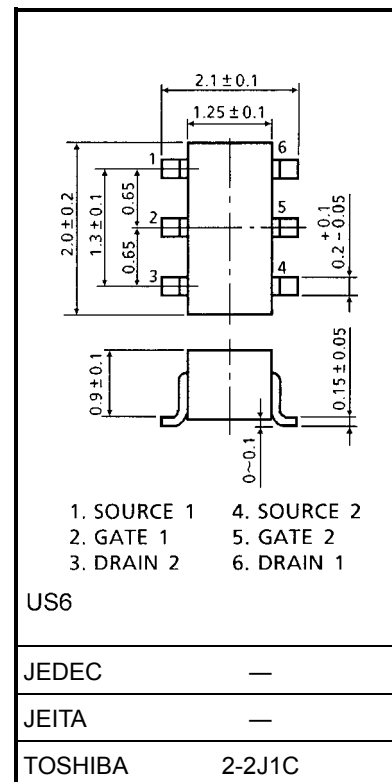 2.1±0.1
1.25±0.1
1 6
2.0±0.2
1.3±0.1
0.65
0.65
2 5
3 4
+0.1
0.2-0.05
0.9±0.1
0.15±0.05
0~0.1
1. SOURCE 1 4. SOURCE 2
2. GATE 1 5. GATE 2
3. DRAIN 2 6. DRAIN 1
US6
JEDEC —
JEITA —
TOSHIBA 2-2J1C